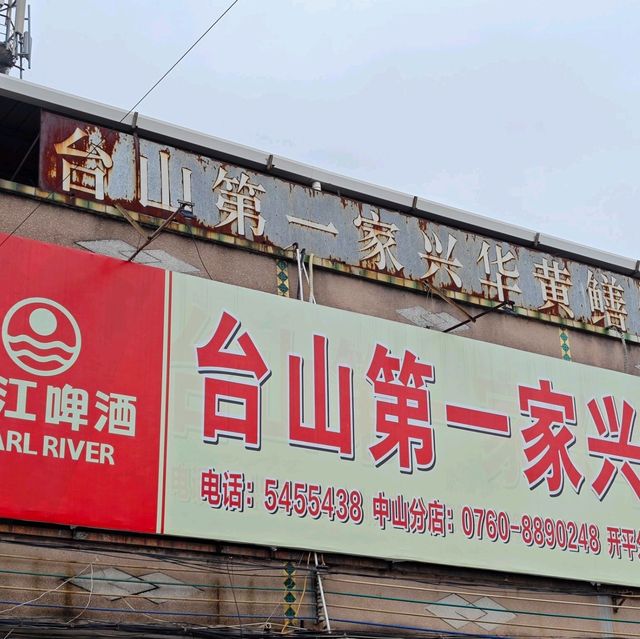 台山第一家兴华黄鳝
江啤酒
ARL RIVER
台山第一家兴
电话：5455438 中山分店：0760-8890248 开平